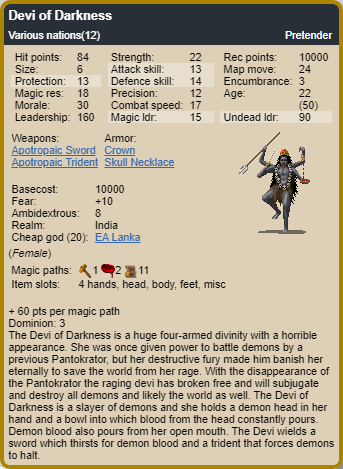 Devi of Darkness
Various nations(12) Pretender
Hit points: 84 Strength: 22 Rec points: 10000
Size: 6 Attack skill: 13 Map move: 24
Protection: 13 Defence skill: 14 Encumbrance: 3
Magic res: 18 Precision: 12 Age: 22
Morale: 30 Combat speed: 17 (50)
Leadership: 160 Magic ldr: 15 Undead ldr: 90
Weapons: Armor:
Apotropaic Sword Crown
Apotropaic Trident Skull Necklace
Basecost: 10000
Fear: +10
Ambidextrous: 8
Realm: India
Cheap god (20): EA Lanka
(Female)
Magic paths: 1 2 11
Item slots: 4 hands, head, body, feet, misc
+ 60 pts per magic path
Dominion: 3
The Devi of Darkness is a huge four-armed divinity with a horrible
appearance. She was once given power to battle demons by a
previous Pantokrator, but her destructive fury made him banish her
eternally to save the world from her rage. With the disappearance of
the Pantokrator the raging devi has broken free and will subjugate
and destroy all demons and likely the world as well. The Devi of
Darkness is a slayer of demons and she holds a demon head in her
hand and a bowl into which blood from the head constantly pours.
Demon blood also pours from her open mouth. The Devi wields a
sword which thirsts for demon blood and a trident that forces demons
to halt.